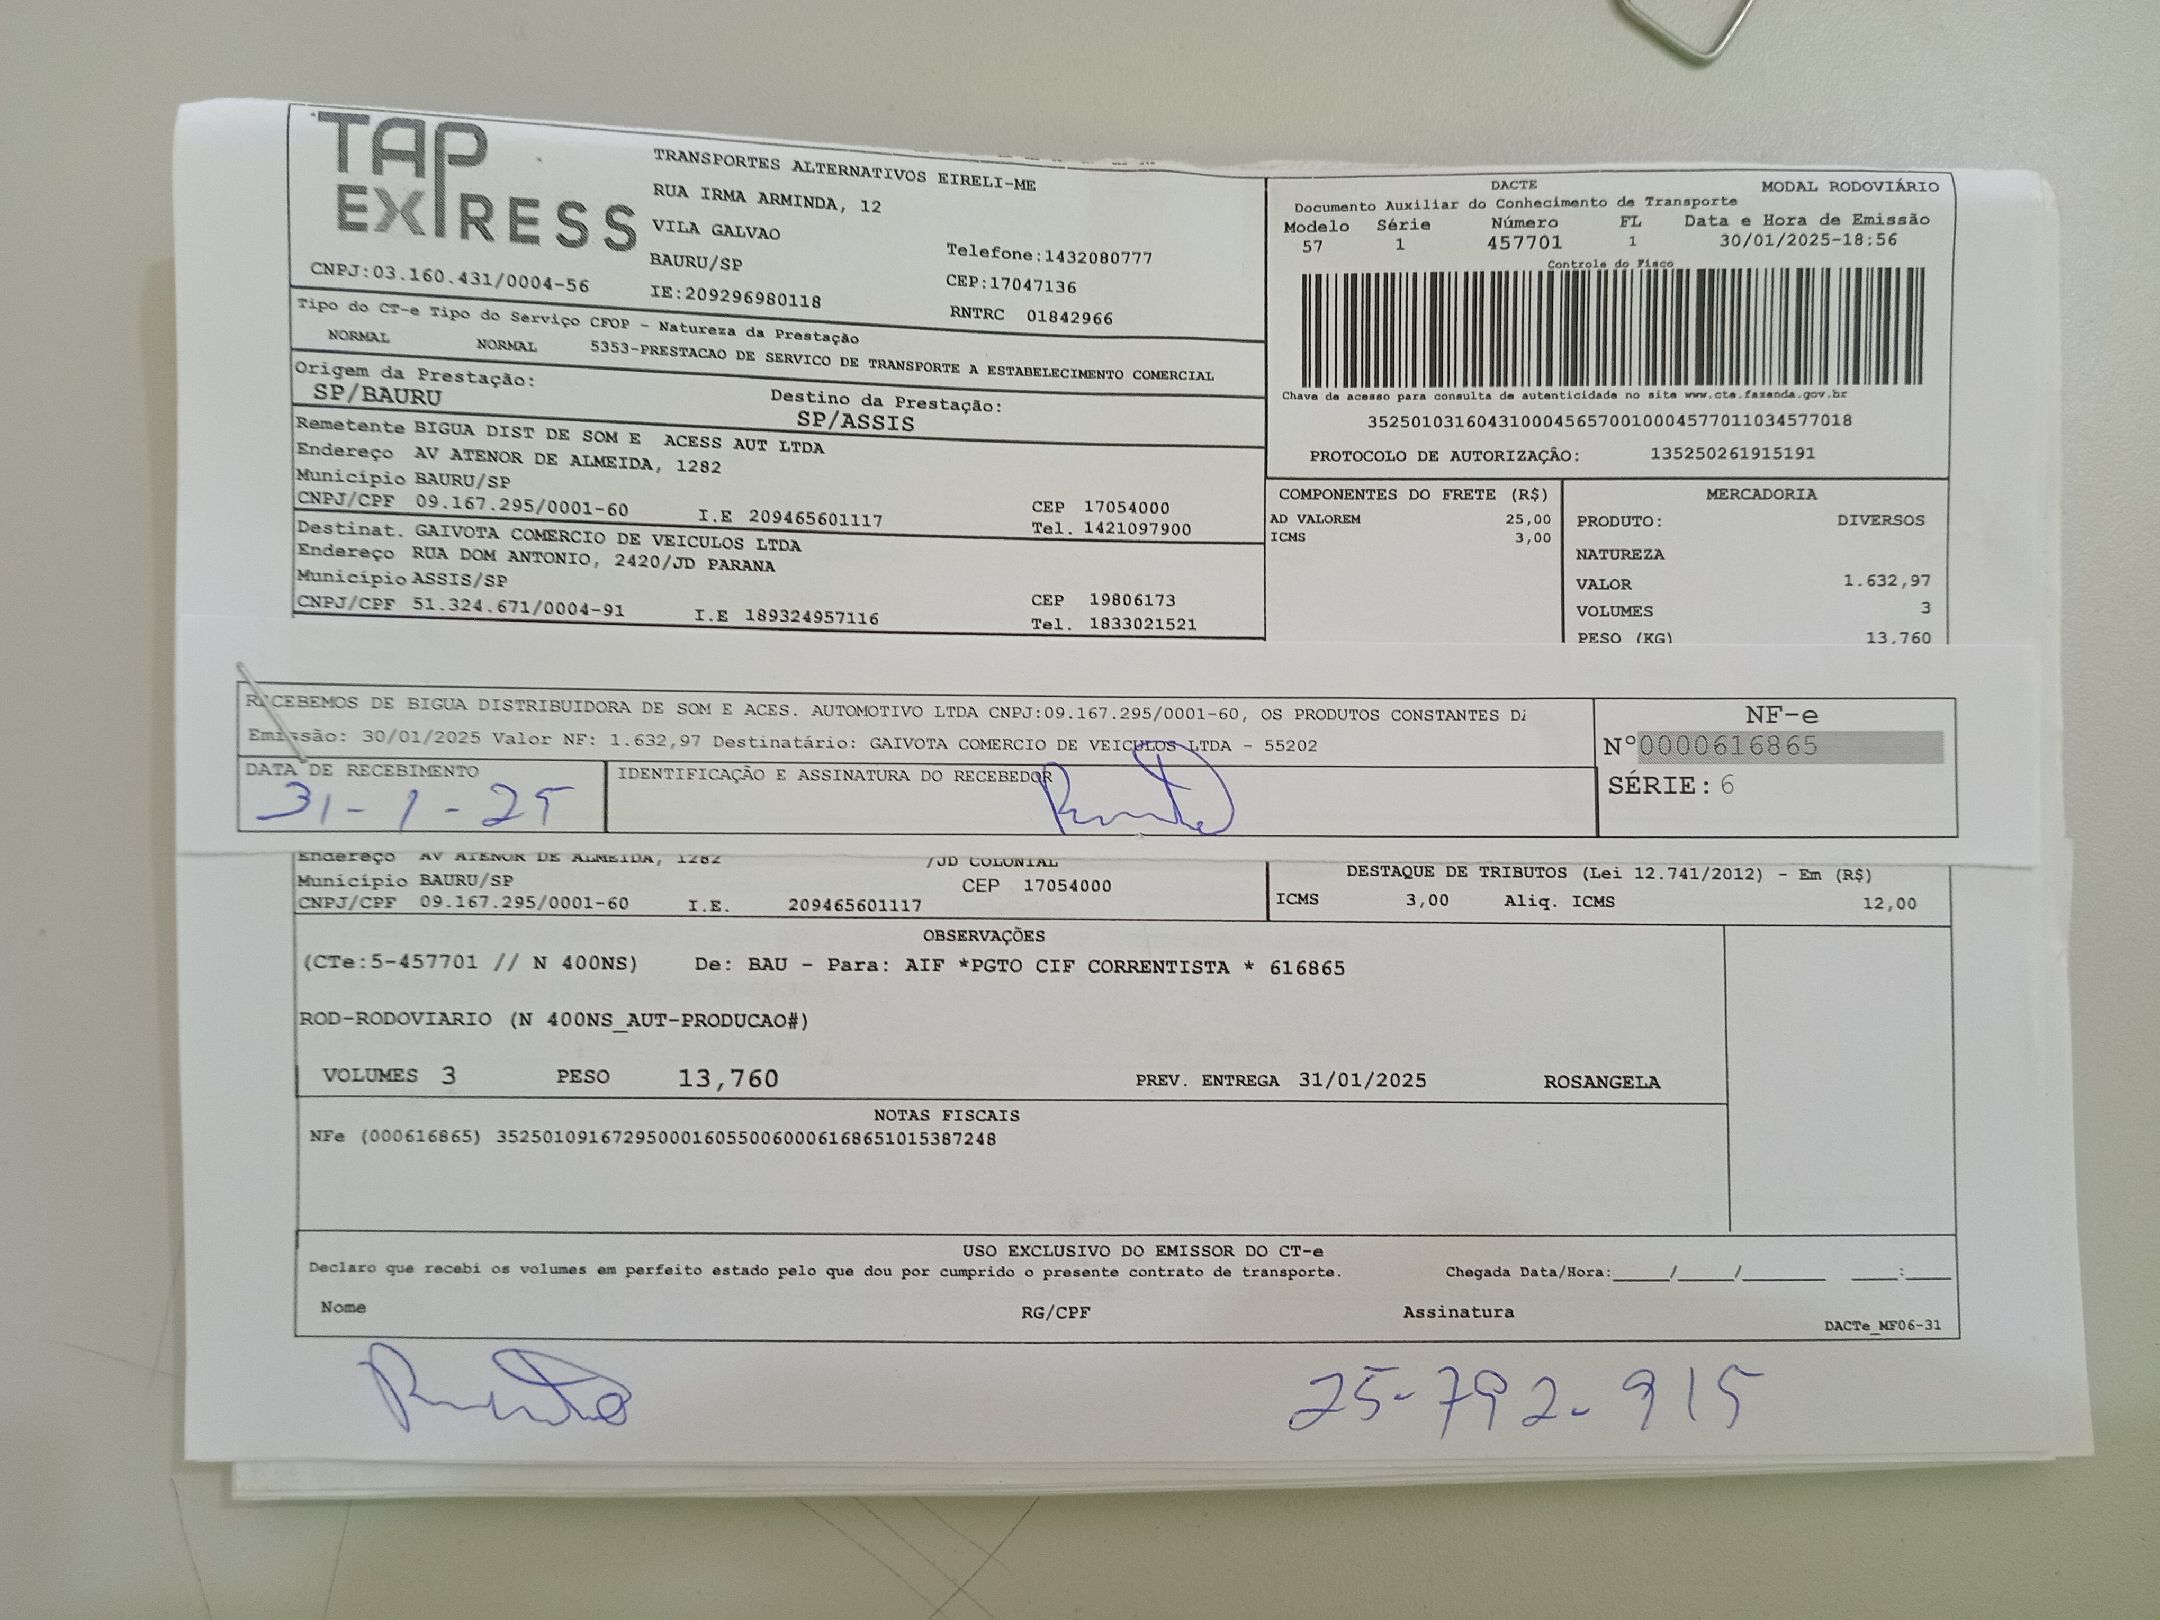 TAP
EXPRESS
TRANSPORTES ALTERNATIVOS EIRELI-ME
RUA IRMA ARMINDA, 12
VILA GALVAO
BAURU/SP Telefone:1432080777
CNPJ:03.160.431/0004-56 IE:209296980118 CEP:17047136
RNTRC 01842966
Tipo do CT-e Tipo do Serviço CFOP - Natureza da Prestação
NORMAL NORMAL 5353-PRESTACAO DE SERVICO DE TRANSPORTE A ESTABELECIMENTO COMERCIAL
Origem da Prestação: Destino da Prestação:
SP/BAURU SP/ASSIS
Remetente BIGUA DIST DE SOM E ACESS AUT LTDA
Endereço AV ATENOR DE ALMEIDA, 1282
Município BAURU/SP CEP 17054000
CNPJ/CPF 09.167.295/0001-60 I.E 209465601117 Tel. 1421097900
Destinat. GAIVOTA COMERCIO DE VEICULOS LTDA
Endereço RUA DOM ANTONIO, 2420/JD PARANA
Município ASSIS/SP CEP 19806173
CNPJ/CPF 51.324.671/0004-91 I.E 189324957116 Tel. 1833021521
DACTE MODAL RODOVIÁRIO
Documento Auxiliar do Conhecimento de Transporte
Modelo Série Número FL Data e Hora de Emissão
57 1 457701 1 30/01/2025-18:56
Controle do Fisco
Chave de acesso para consulta de autenticidade no site www.cte.fazenda.gov.br
35250103160431000456570010004577011034577018
PROTOCOLO DE AUTORIZAÇÃO: 135250261915191
COMPONENTES DO FRETE (R$)
AD VALOREM 25,00
ICMS 3,00
MERCADORIA
PRODUTO: DIVERSOS
NATUREZA
VALOR 1.632,97
VOLUMES 3
PESO (KG) 13,760
RECEBEMOS DE BIGUA DISTRIBUIDORA DE SOM E ACES. AUTOMOTIVO LTDA CNPJ:09.167.295/0001-60, OS PRODUTOS CONSTANTES
Emissão: 30/01/2025 Valor NF: 1.632,97 Destinatário: GAIVOTA COMERCIO DE VEICULOS LTDA - 55202
DATA DE RECEBIMENTO IDENTIFICAÇÃO E ASSINATURA DO RECEBEDOR
31-1-25
NF-e
N°0000616865
SÉRIE: 6
Endereço AV ATENOR DE ALMEIDA, 1282 /JD COLONIAL
Município BAURU/SP CEP 17054000
CNPJ/CPF 09.167.295/0001-60 I.E. 209465601117
DESTAQUE DE TRIBUTOS (Lei 12.741/2012) - Em (R$)
ICMS 3,00 Aliq. ICMS 12,00
OBSERVAÇÕES
(CTe:5-457701 // N 400NS) De: BAU - Para: AIF *PGTO CIF CORRENTISTA * 616865
ROD-RODOVIARIO (N 400NS_AUT-PRODUCAO#)
VOLUMES 3 PESO 13,760 PREV. ENTREGA 31/01/2025 ROSANGELA
NOTAS FISCAIS
NFe (000616865) 35250109167295000160550060006168651015387248
USO EXCLUSIVO DO EMISSOR DO CT-e
Declaro que recebi os volumes em perfeito estado pelo que dou por cumprido o presente contrato de transporte. Chegada Data/Hora:_____/_____/_______ ____:____
Nome RG/CPF Assinatura
DACTe_MF06-31
25-792-915